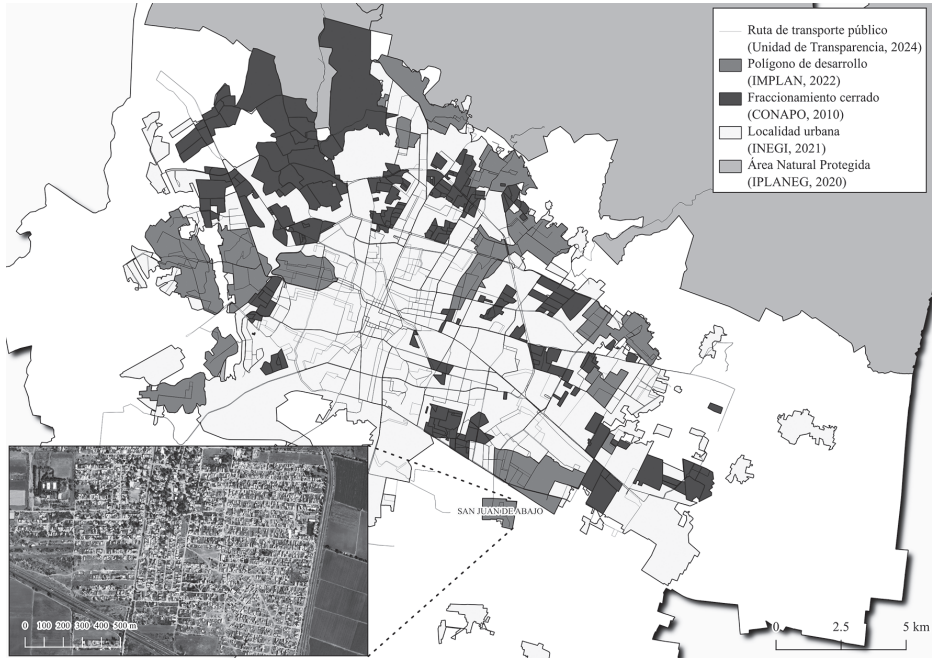 Ruta de transporte público
(Unidad de Transparencia, 2024)
Polígono de desarrollo
(IMPLAN, 2022)
Fraccionamiento cerrado
(CONAPO, 2010)
Localidad urbana
(INEGI, 2021)
Área Natural Protegida
(IPLANEG, 2020)
SAN JUAN DE ABAJO
0 100 200 300 400 500 m
0 2.5 5 km